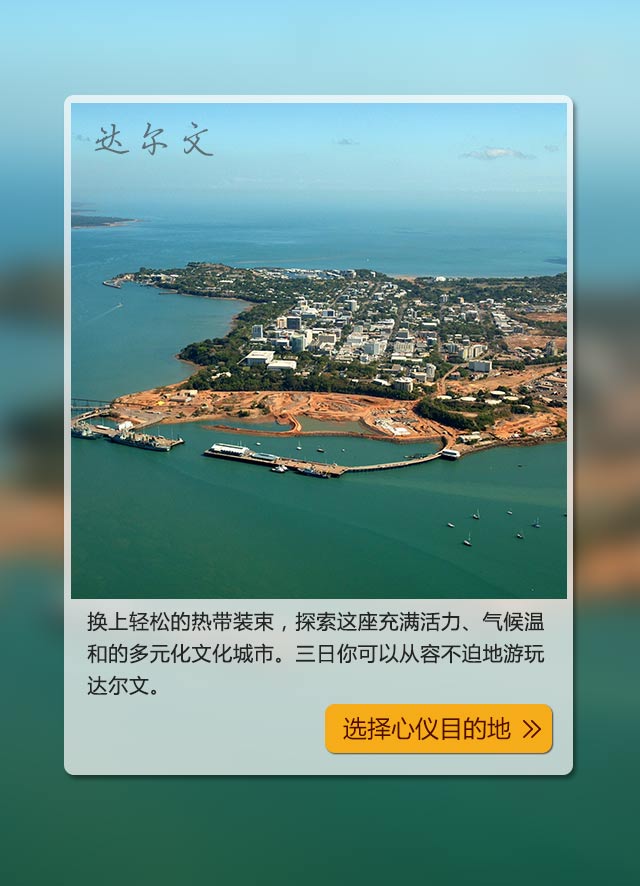 达尔文
换上轻松的热带装束，探索这座充满活力、气候温
和的多元化文化城市。三日你可以从容不迫地游玩
达尔文。
选择心仪目的地 »